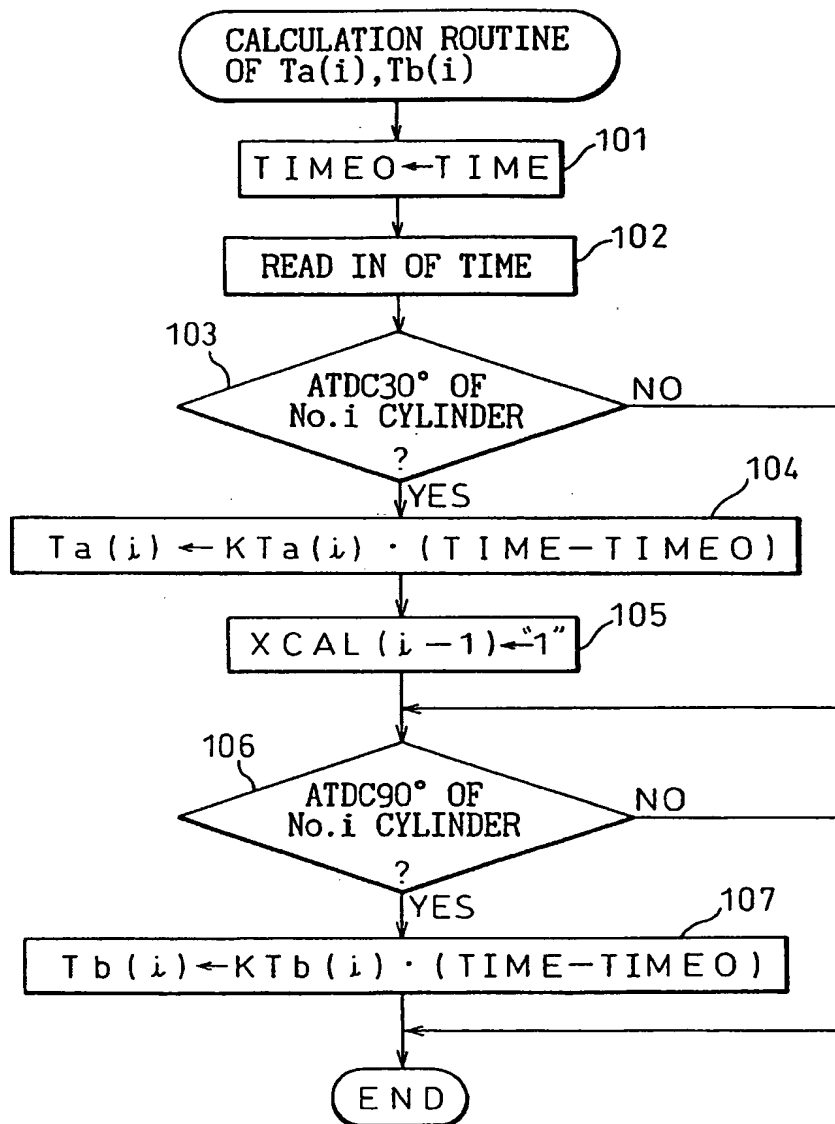 CALCULATION ROUTINE
OF Ta(i),Tb(i)
101
TIMEO←TIME
102
READ IN OF TIME
103
ATDC30° OF
No.i CYLINDER
?
NO
YES
104
Ta(i)←KTa(i)·(TIME−TIMEO)
105
XCAL(i−1)←"1"
106
ATDC90° OF
No.i CYLINDER
?
NO
YES
107
Tb(i)←KTb(i)·(TIME−TIMEO)
END